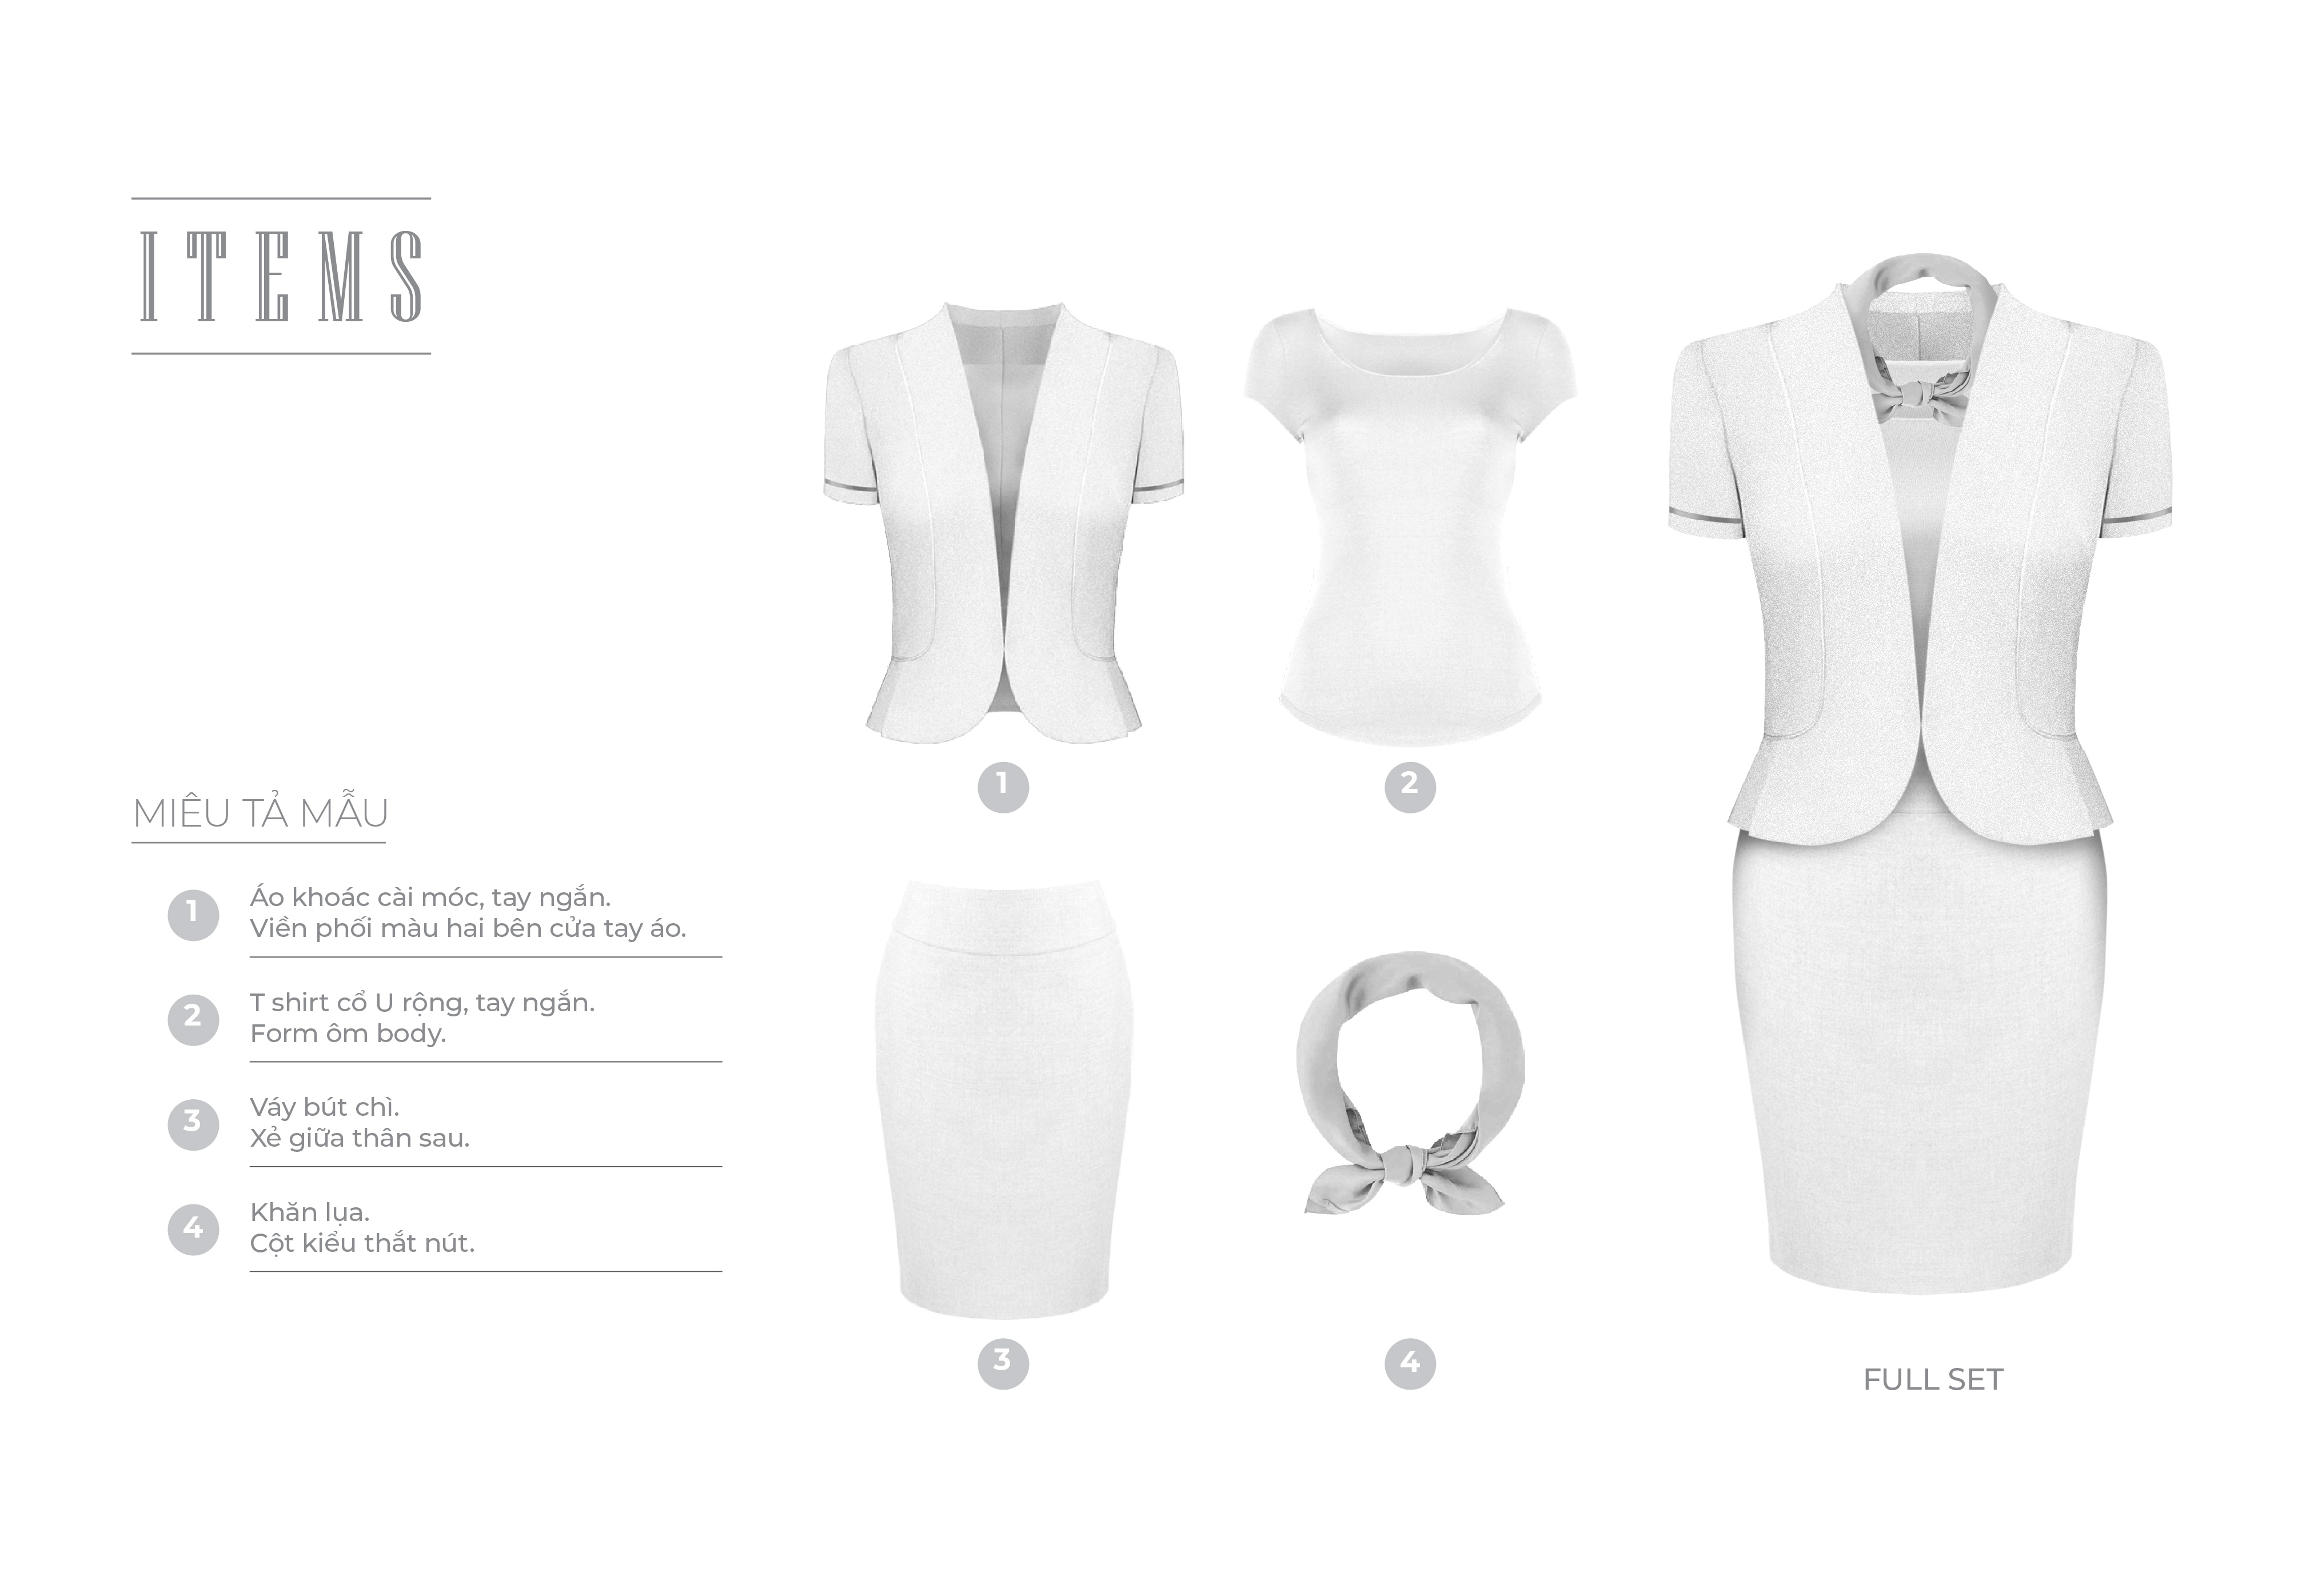 ITEMS
MIÊU TẢ MẪU
1
Áo khoác cài móc, tay ngắn.
Viền phối màu hai bên cửa tay áo.
2
T shirt cổ U rộng, tay ngắn.
Form ôm body.
3
Váy bút chì.
Xẻ giữa thân sau.
4
Khăn lụa.
Cột kiểu thắt nút.
1
2
3
4
FULL SET